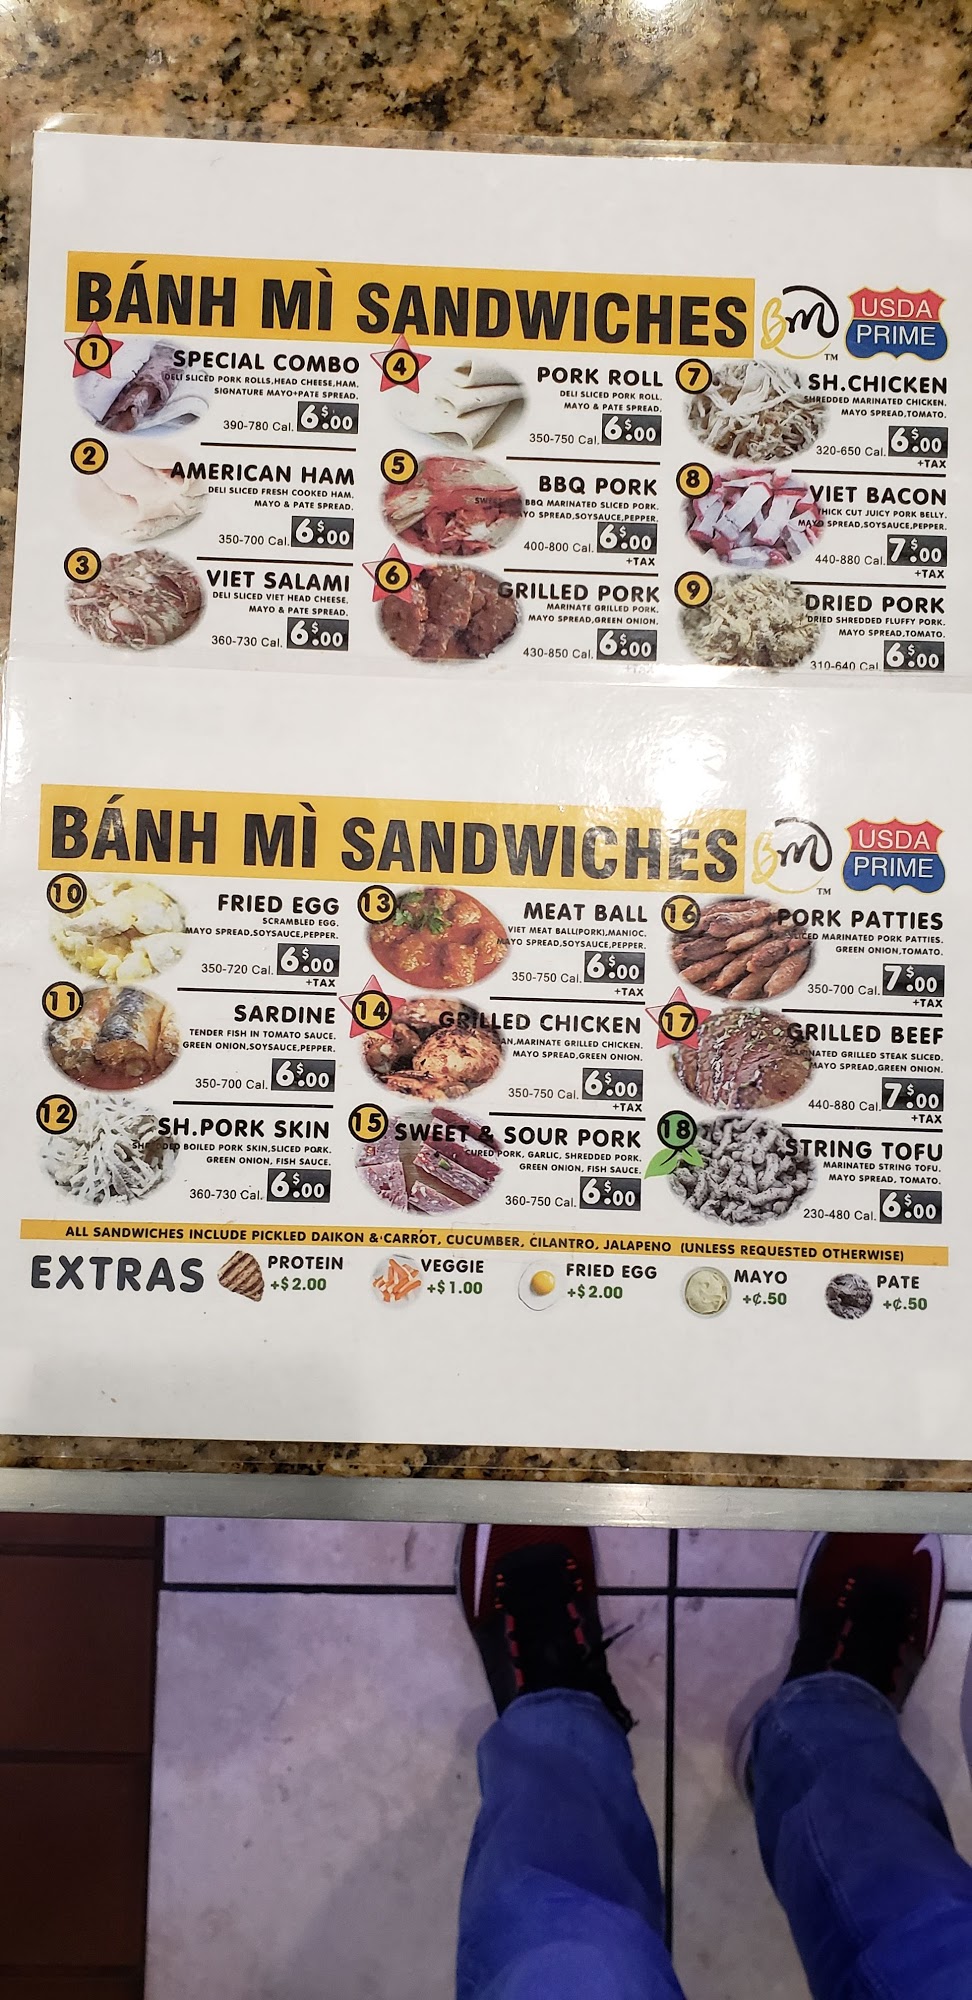 BÁNH MÌ SANDWICHES
BM
TM
USDA
PRIME
1
SPECIAL COMBO
DELI SLICED PORK ROLLS,HEAD CHEESE,HAM.
SIGNATURE MAYO+PATE SPREAD.
390-780 Cal.
6$.00
2
AMERICAN HAM
DELI SLICED FRESH COOKED HAM.
MAYO & PATE SPREAD.
350-700 Cal.
6$.00
3
VIET SALAMI
DELI SLICED VIET HEAD CHEESE.
MAYO & PATE SPREAD.
360-730 Cal.
6$.00
4
PORK ROLL
DELI SLICED PORK ROLL.
MAYO & PATE SPREAD.
350-750 Cal.
6$.00
5
BBQ PORK
SWEET BBQ MARINATED SLICED PORK.
MAYO SPREAD,SOYSAUCE,PEPPER.
400-800 Cal.
6$.00
+TAX
6
GRILLED PORK
MARINATE GRILLED PORK.
MAYO SPREAD,GREEN ONION.
430-850 Cal.
6$.00
7
SH.CHICKEN
SHREDDED MARINATED CHICKEN.
MAYO SPREAD,TOMATO.
320-650 Cal.
6$.00
+TAX
8
VIET BACON
THICK CUT JUICY PORK BELLY.
MAYO SPREAD,SOYSAUCE,PEPPER.
440-880 Cal.
7$.00
+TAX
9
DRIED PORK
DRIED SHREDDED FLUFFY PORK.
MAYO SPREAD,TOMATO.
310-640 Cal
6$.00
BÁNH MÌ SANDWICHES
BM
TM
USDA
PRIME
10
FRIED EGG
SCRAMBLED EGG.
MAYO SPREAD,SOYSAUCE,PEPPER.
350-720 Cal.
6$.00
+TAX
11
SARDINE
TENDER FISH IN TOMATO SAUCE.
GREEN ONION,SOYSAUCE,PEPPER.
350-700 Cal.
6$.00
12
SH.PORK SKIN
SHREDDED BOILED PORK SKIN,SLICED PORK.
GREEN ONION, FISH SAUCE.
360-730 Cal.
6$.00
13
MEAT BALL
VIET MEAT BALL(PORK),MANIOC.
MAYO SPREAD,SOYSAUCE,PEPPER.
350-750 Cal.
6$.00
+TAX
14
GRILLED CHICKEN
MARINATE GRILLED CHICKEN.
MAYO SPREAD,GREEN ONION.
350-750 Cal.
6$.00
+TAX
15
SWEET & SOUR PORK
CURED PORK, GARLIC, SHREDDED PORK.
GREEN ONION, FISH SAUCE.
360-750 Cal.
6$.00
16
PORK PATTIES
SLICED MARINATED PORK PATTIES.
GREEN ONION,TOMATO.
350-700 Cal.
7$.00
+TAX
17
GRILLED BEEF
MARINATED GRILLED STEAK SLICED.
MAYO SPREAD,GREEN ONION.
440-880 Cal.
7$.00
+TAX
18
STRING TOFU
MARINATED STRING TOFU.
MAYO SPREAD, TOMATO.
230-480 Cal.
6$.00
ALL SANDWICHES INCLUDE PICKLED DAIKON & CARROT, CUCUMBER, CILANTRO, JALAPENO (UNLESS REQUESTED OTHERWISE)
EXTRAS
PROTEIN
+$2.00
VEGGIE
+$1.00
FRIED EGG
+$2.00
MAYO
+¢.50
PATE
+¢.50